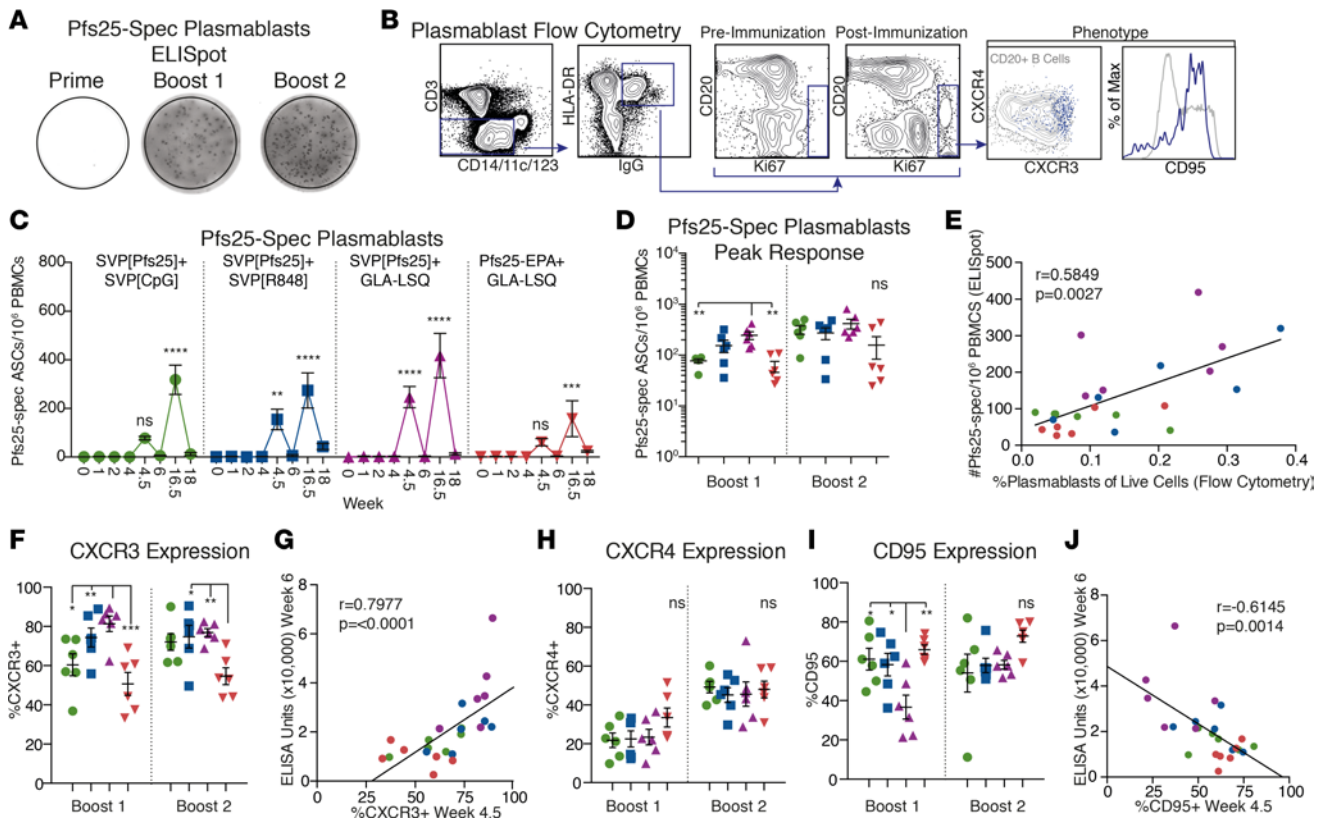 A
Pfs25-Spec Plasmablasts
ELISpot
Prime
Boost 1
Boost 2
B
Plasmablast Flow Cytometry
CD3
CD14/11c/123
HLA-DR
IgG
Pre-Immunization
CD20
Ki67
Post-Immunization
CD20
Ki67
Phenotype
CD20+ B Cells
CXCR4
CXCR3
% of Max
CD95
C
Pfs25-Spec Plasmablasts
SVP[Pfs25]+
SVP[CpG]
SVP[Pfs25]+
SVP[R848]
SVP[Pfs25]+
GLA-LSQ
Pfs25-EPA+
GLA-LSQ
Pfs25-spec ASCs/10⁶ PBMCs
800
600
400
200
0
ns
****
**
****
****
****
ns
***
0 1 2 4 4.5 6 16.5 18
0 1 2 4 4.5 6 16.5 18
0 1 2 4 4.5 6 16.5 18
0 1 2 4 4.5 6 16.5 18
Week
D
Pfs25-Spec Plasmablasts
Peak Response
Pfs25-spec ASCs/10⁶ PBMCs
10⁴
10³
10²
10¹
10⁰
** **
ns
Boost 1
Boost 2
E
#Pfs25-spec/10⁶ PBMCS (ELISpot)
500
400
300
200
100
0
r=0.5849
p=0.0027
0.0 0.1 0.2 0.3 0.4
%Plasmablasts of Live Cells (Flow Cytometry)
F
CXCR3 Expression
%CXCR3+
100
80
60
40
20
0
* ** ***
* **
Boost 1
Boost 2
G
ELISA Units (x10,000) Week 6
8
6
4
2
0
r=0.7977
p=<0.0001
0 25 50 75 100
%CXCR3+ Week 4.5
H
CXCR4 Expression
%CXCR4+
80
60
40
20
0
ns
ns
Boost 1
Boost 2
I
CD95 Expression
%CD95
100
80
60
40
20
0
* * **
ns
Boost 1
Boost 2
J
ELISA Units (x10,000) Week 6
8
6
4
2
0
r=-0.6145
p=0.0014
0 25 50 75 100
%CD95+ Week 4.5